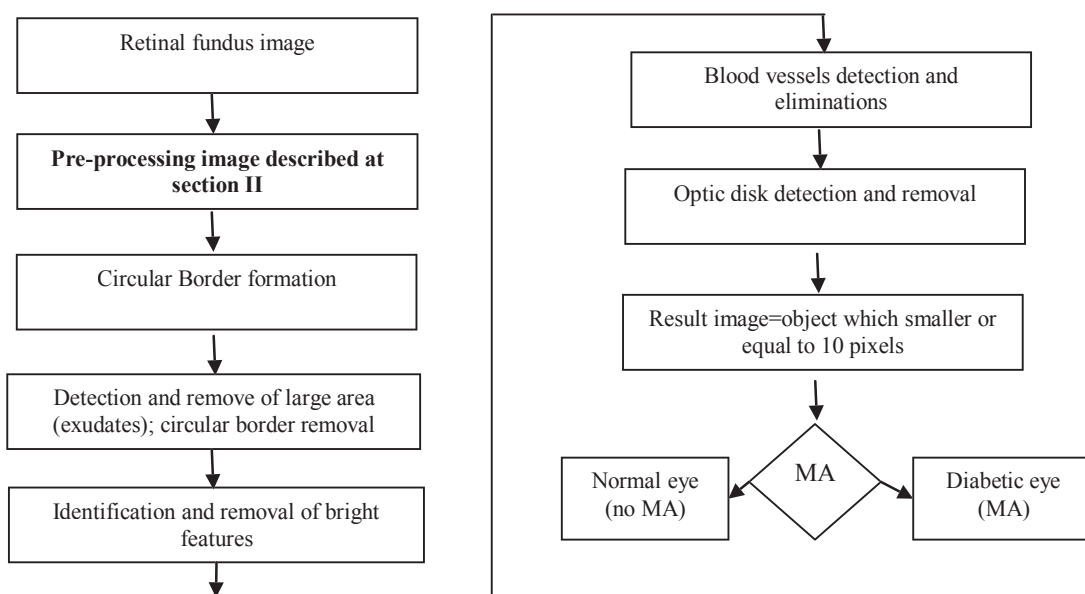 Retinal fundus image
Pre-processing image described at
section II
Circular Border formation
Detection and remove of large area
(exudates); circular border removal
Identification and removal of bright
features
Blood vessels detection and
eliminations
Optic disk detection and removal
Result image=object which smaller or
equal to 10 pixels
MA
Normal eye
(no MA)
Diabetic eye
(MA)